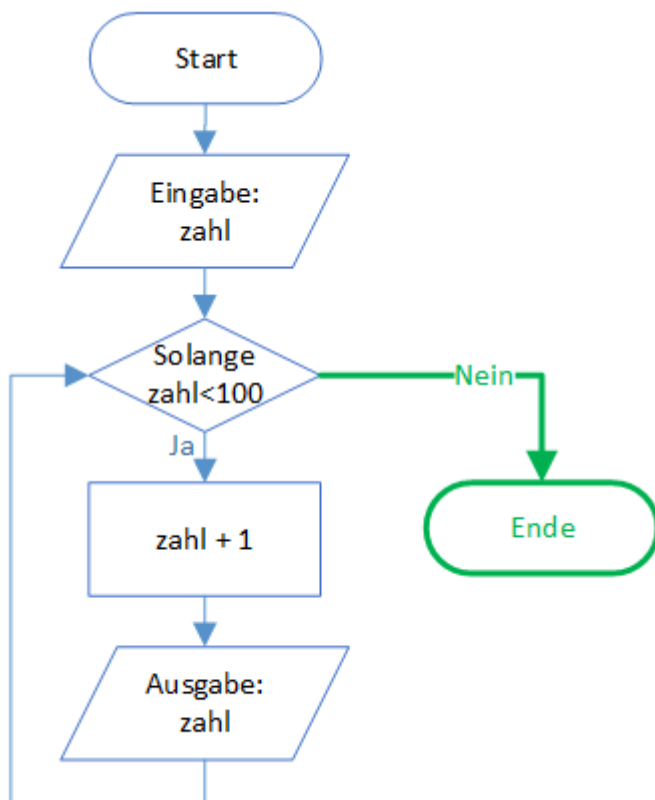 Start
Eingabe:
zahl
Solange
zahl<100
Nein
Ja
Ende
zahl + 1
Ausgabe:
zahl